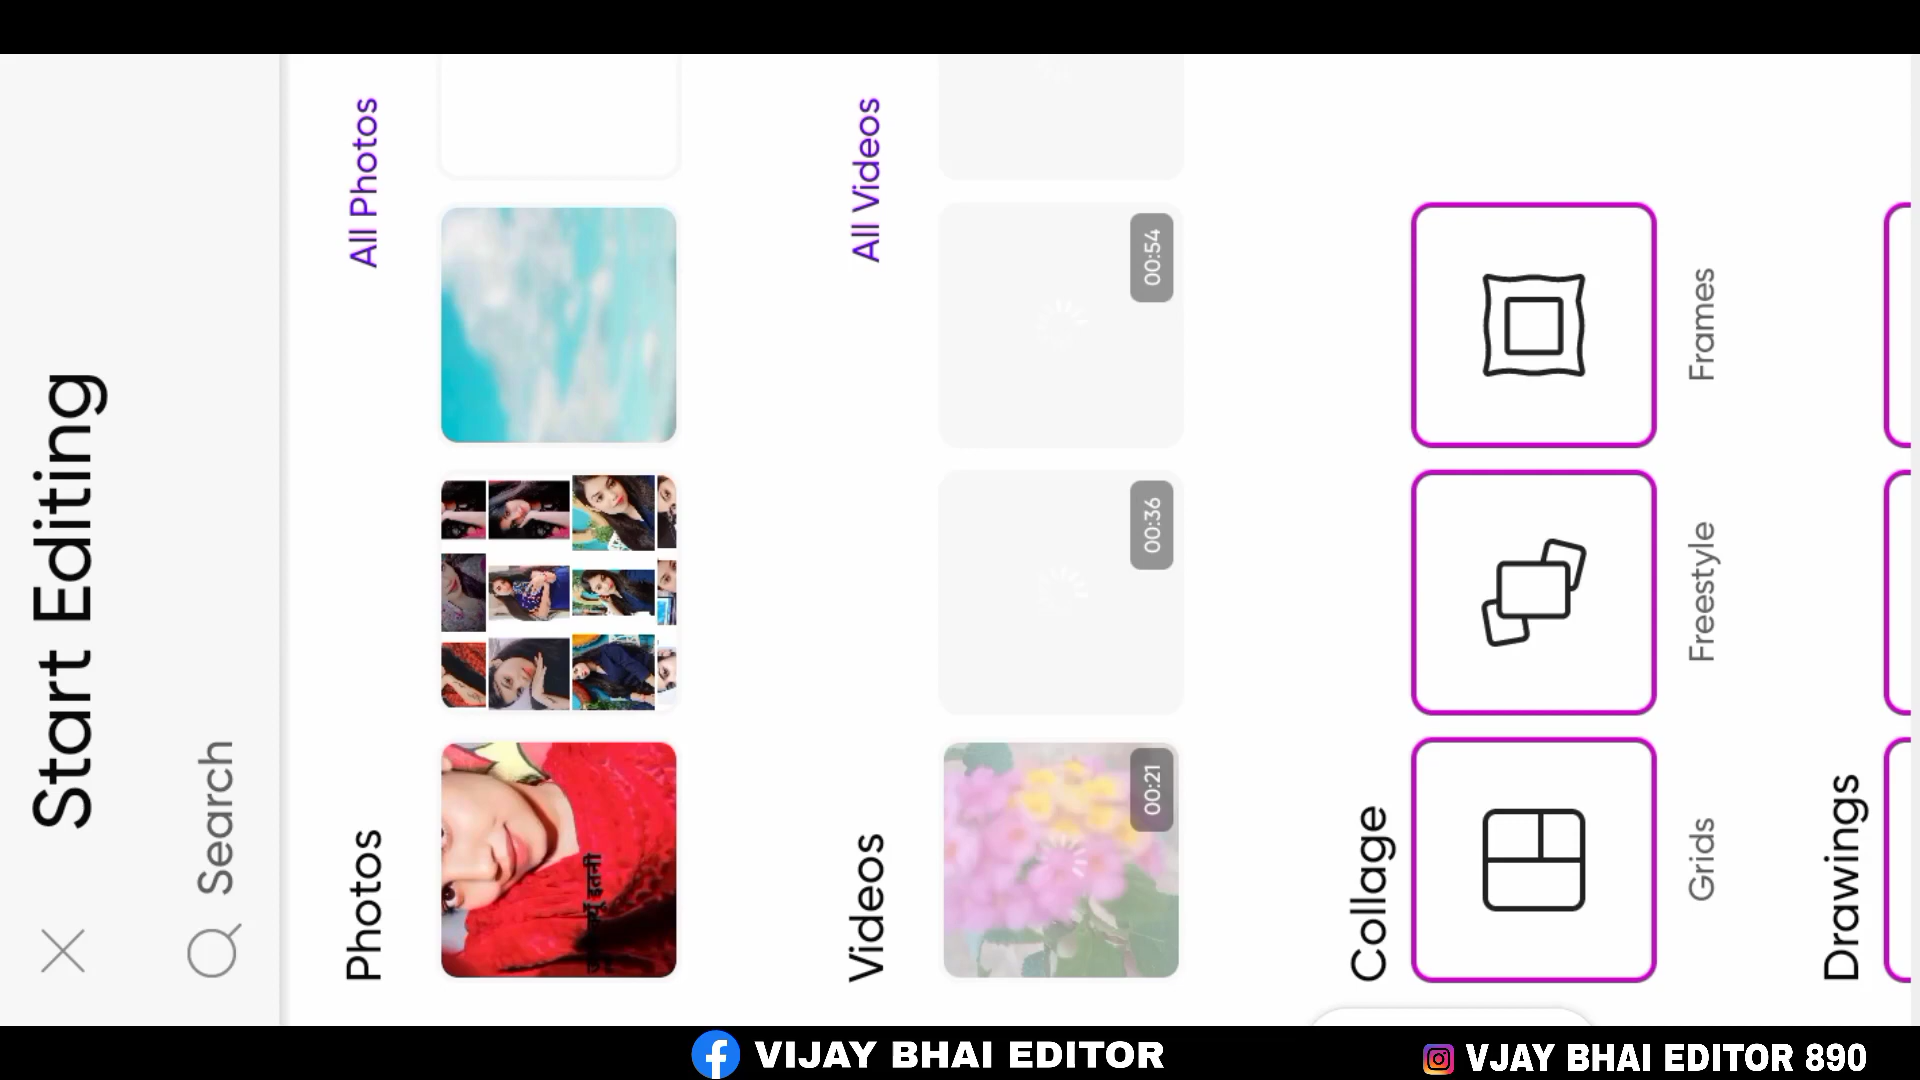 Start Editing
Search
Photos
All Photos
इतनी
Videos
All Videos
00:21
00:36
00:54
Collage
Grids
Freestyle
Frames
Drawings
VIJAY BHAI EDITOR
VJAY BHAI EDITOR 890